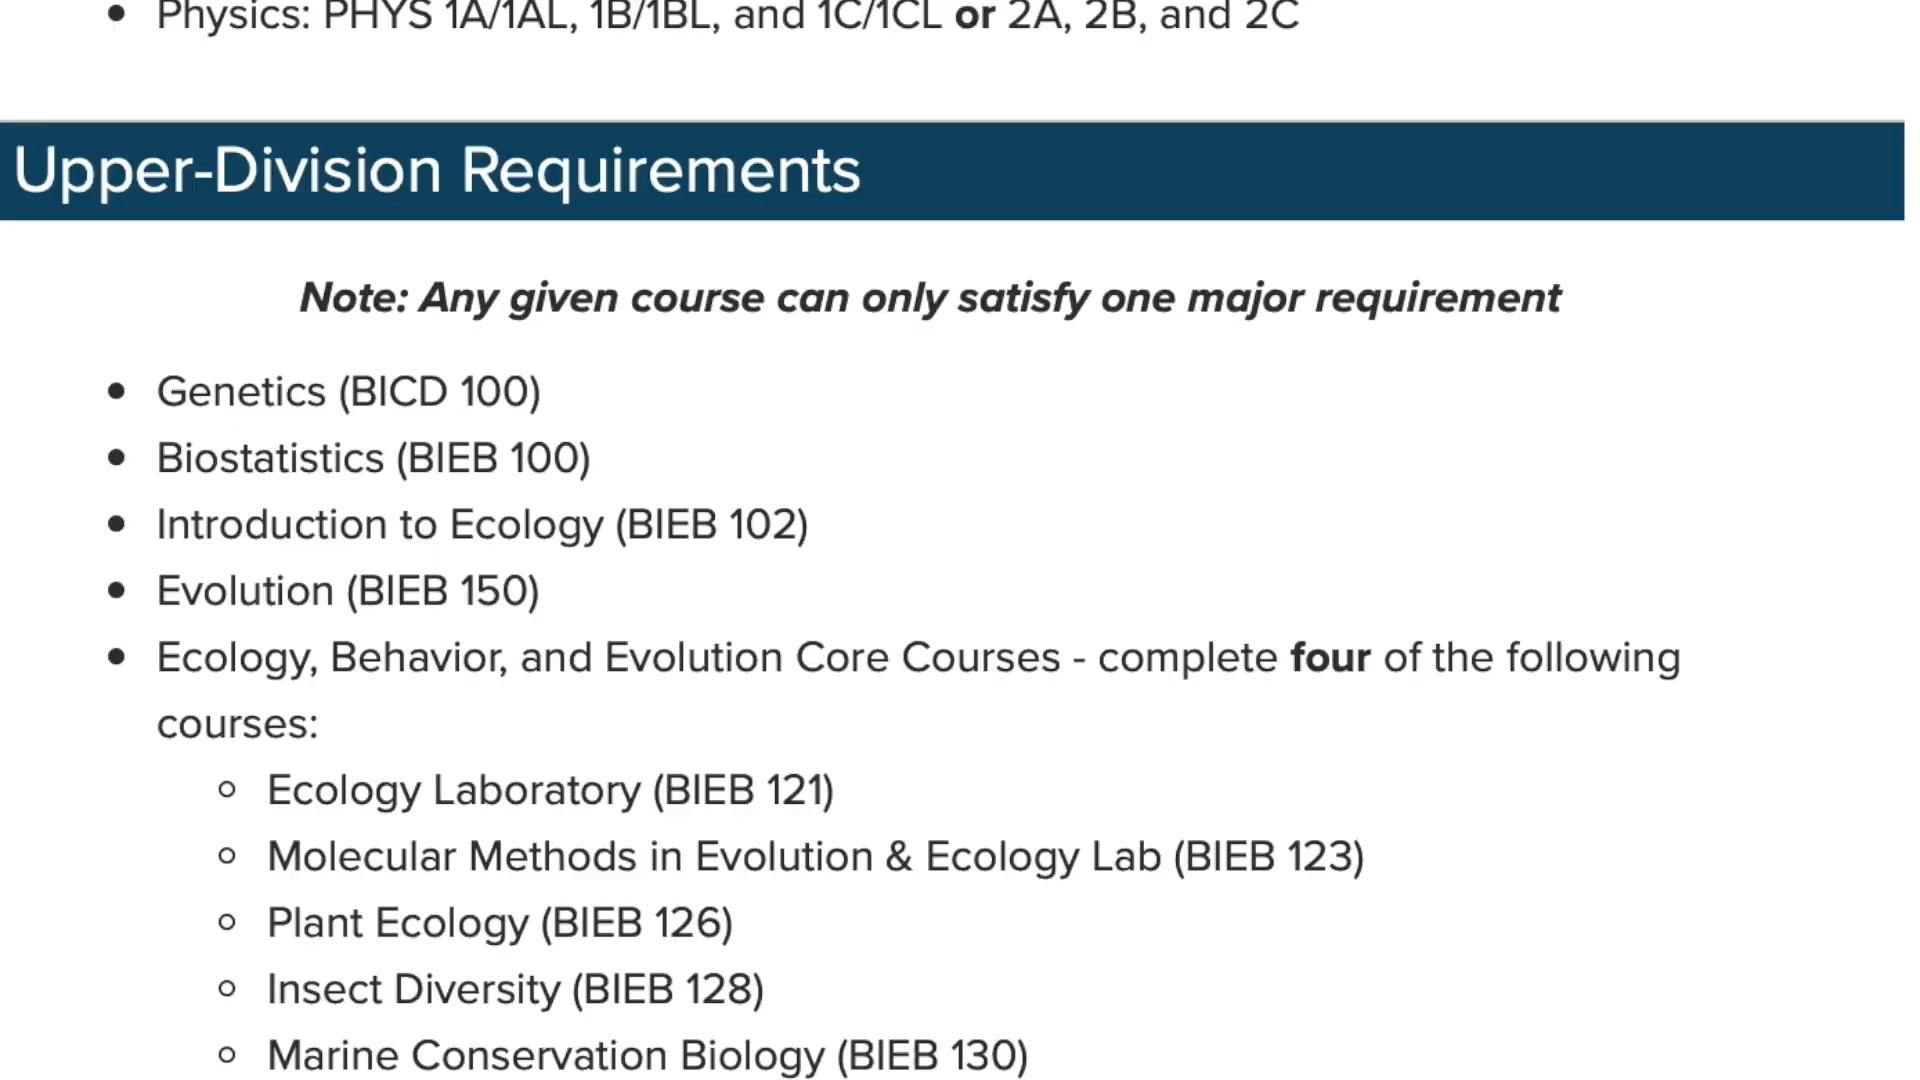 Physics: PHYS 1A/1AL, 1B/1BL, and 1C/1CL or 2A, 2B, and 2C
Upper-Division Requirements
Note: Any given course can only satisfy one major requirement
Genetics (BICD 100)
Biostatistics (BIEB 100)
Introduction to Ecology (BIEB 102)
Evolution (BIEB 150)
Ecology, Behavior, and Evolution Core Courses - complete four of the following
courses:
Ecology Laboratory (BIEB 121)
Molecular Methods in Evolution & Ecology Lab (BIEB 123)
Plant Ecology (BIEB 126)
Insect Diversity (BIEB 128)
Marine Conservation Biology (BIEB 130)